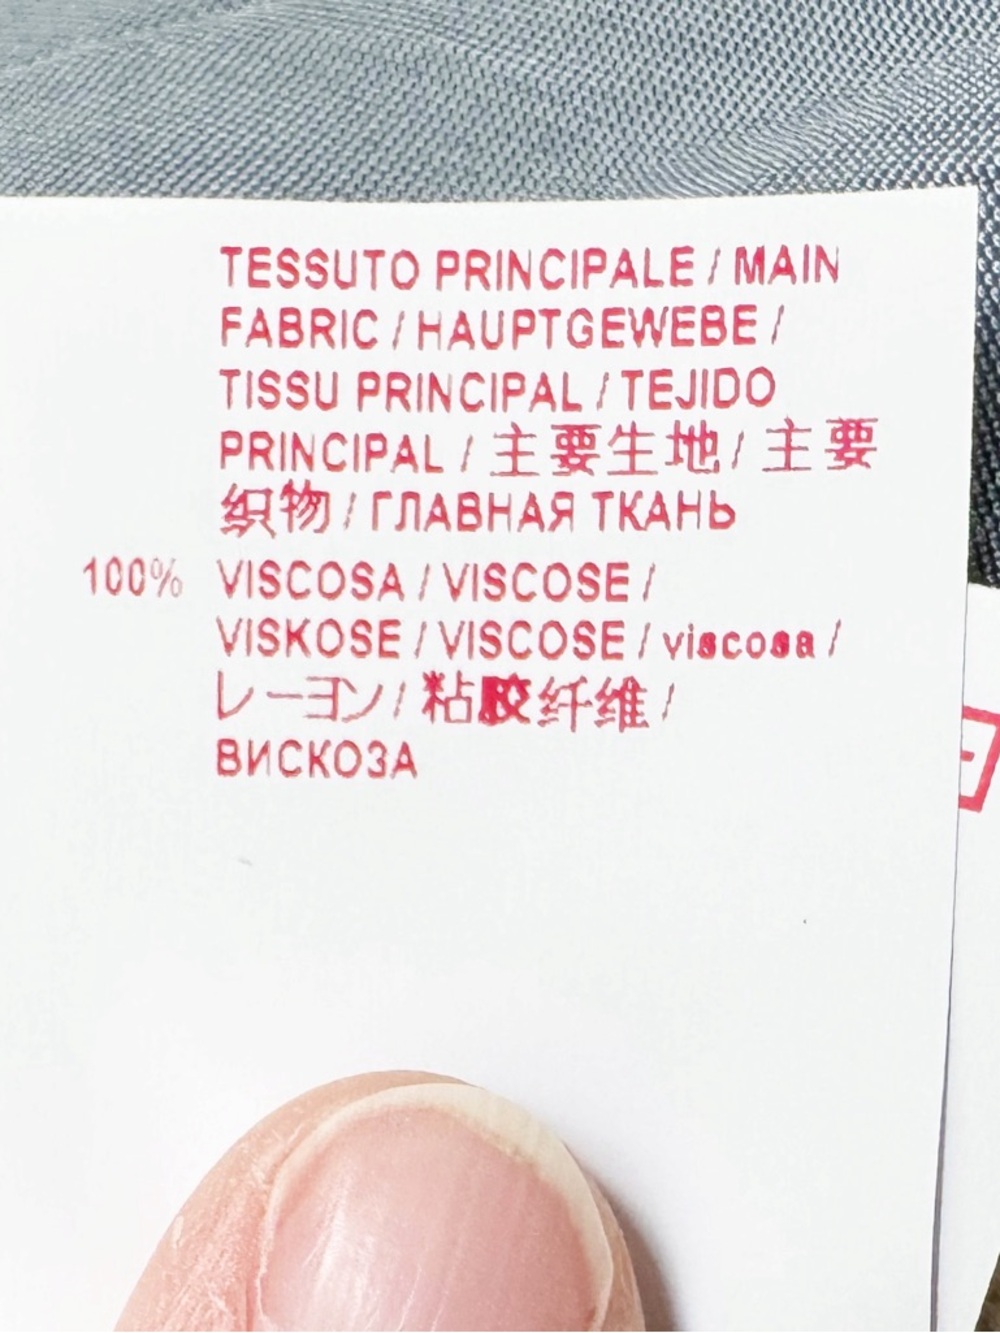 TESSUTO PRINCIPALE / MAIN
FABRIC / HAUPTGEWEBE /
TISSU PRINCIPAL / TEJIDO
PRINCIPAL / 主要生地 / 主要
织物 / ГЛАВНАЯ ТКАНЬ
100% VISCOSA / VISCOSE /
VISKOSE / VISCOSE / viscosa /
レーヨン / 粘胶纤维 /
ВИСКОЗА